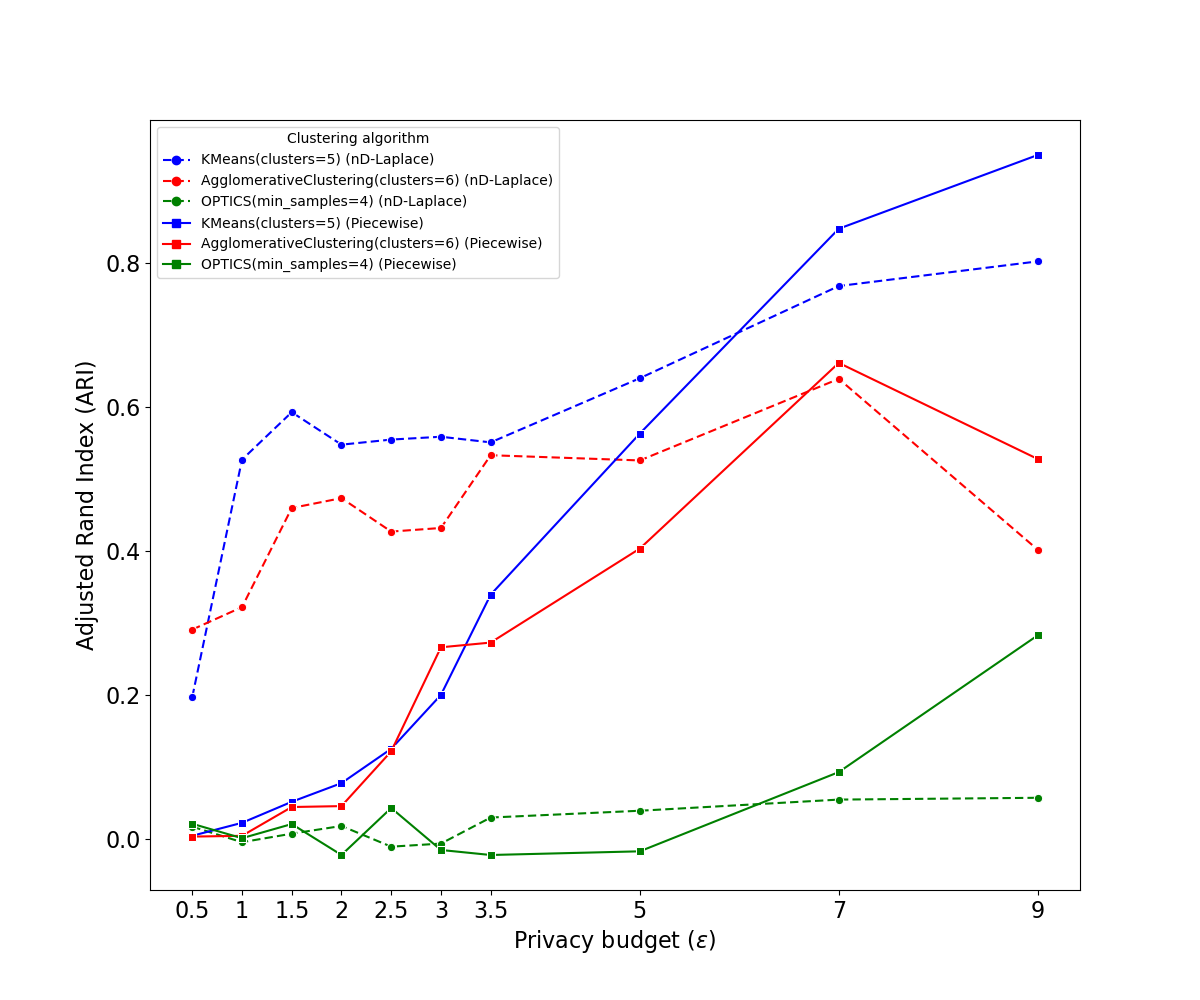 Clustering algorithm
KMeans(clusters=5) (nD-Laplace)
AgglomerativeClustering(clusters=6) (nD-Laplace)
OPTICS(min_samples=4) (nD-Laplace)
KMeans(clusters=5) (Piecewise)
AgglomerativeClustering(clusters=6) (Piecewise)
OPTICS(min_samples=4) (Piecewise)
Adjusted Rand Index (ARI)
0.8
0.6
0.4
0.2
0.0
0.5 1 1.5 2 2.5 3 3.5 5 7 9
Privacy budget (ε)